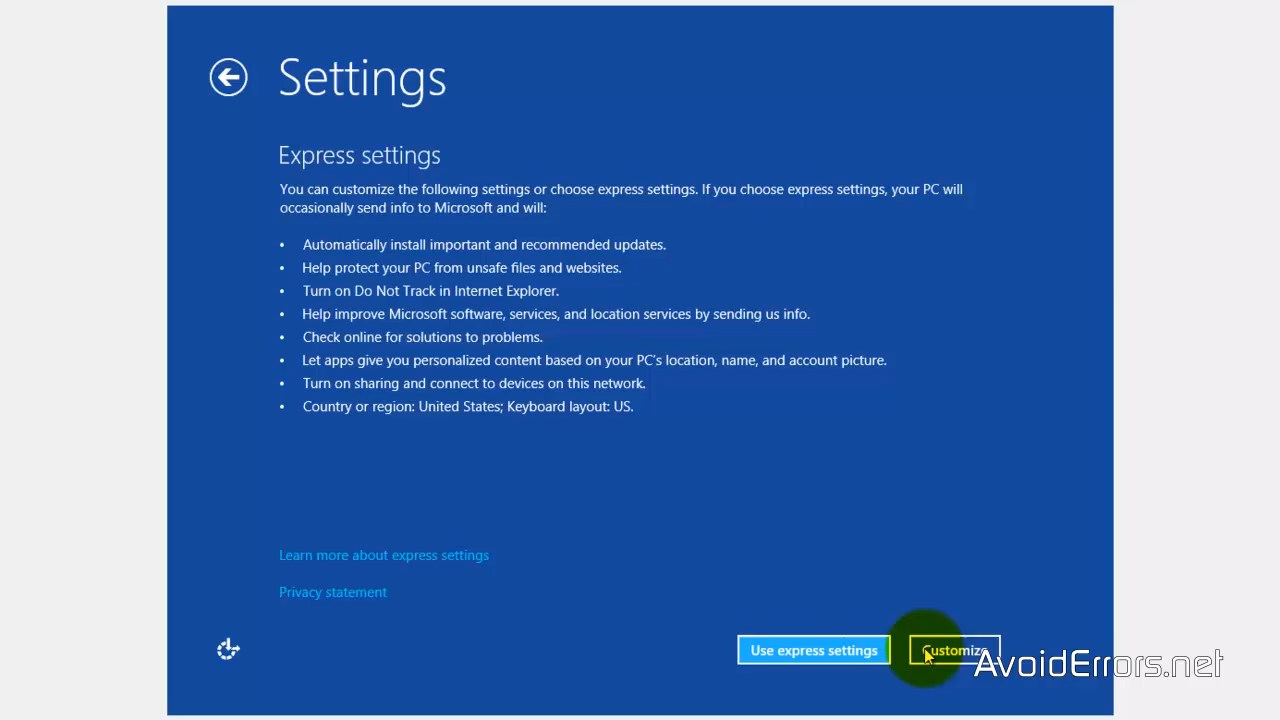 Settings
Express settings
You can customize the following settings or choose express settings. If you choose express settings, your PC will
occasionally send info to Microsoft and will:
• Automatically install important and recommended updates.
• Help protect your PC from unsafe files and websites.
• Turn on Do Not Track in Internet Explorer.
• Help improve Microsoft software, services, and location services by sending us info.
• Check online for solutions to problems.
• Let apps give you personalized content based on your PC's location, name, and account picture.
• Turn on sharing and connect to devices on this network.
• Country or region: United States; Keyboard layout: US.
Learn more about express settings
Privacy statement
Use express settings
Customize
AvoidErrors.net